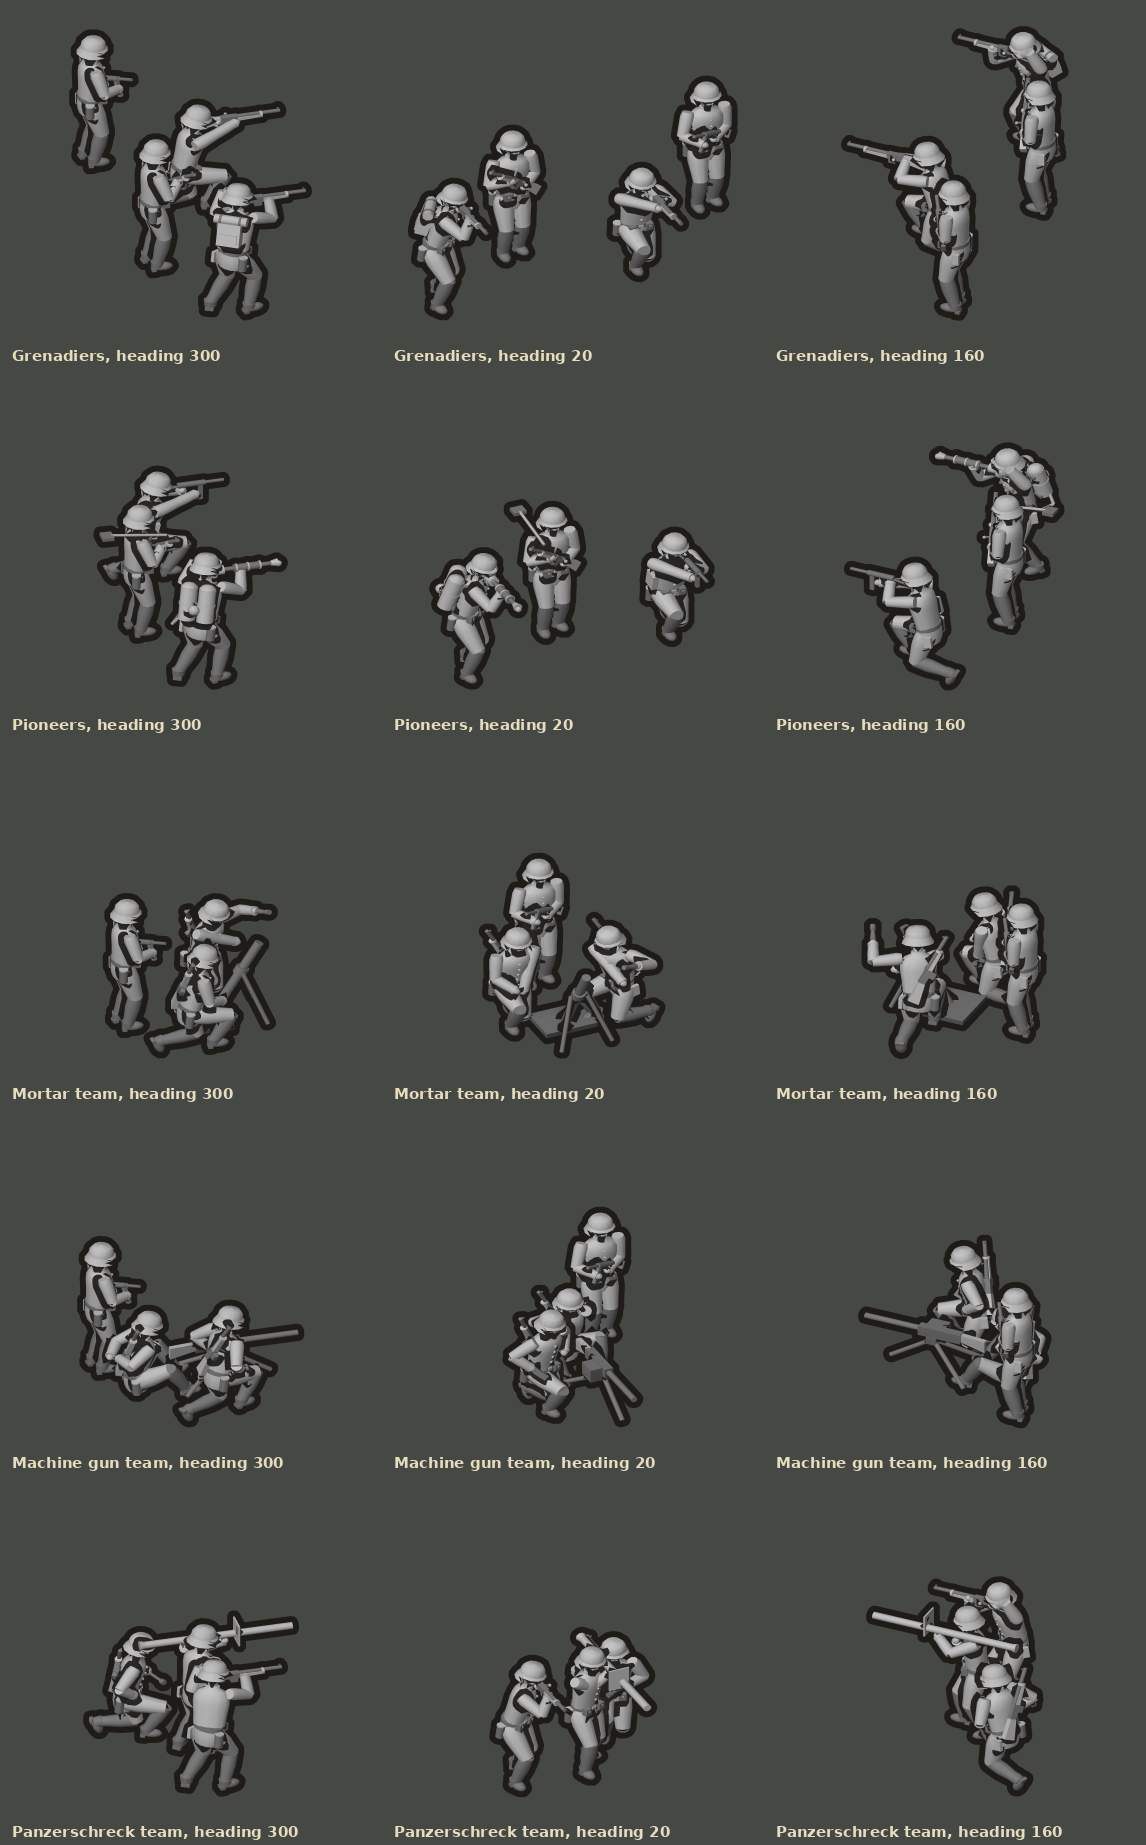 Grenadiers, heading 300
Grenadiers, heading 20
Grenadiers, heading 160
Pioneers, heading 300
Pioneers, heading 20
Pioneers, heading 160
Mortar team, heading 300
Mortar team, heading 20
Mortar team, heading 160
Machine gun team, heading 300
Machine gun team, heading 20
Machine gun team, heading 160
Panzerschreck team, heading 300
Panzerschreck team, heading 20
Panzerschreck team, heading 160